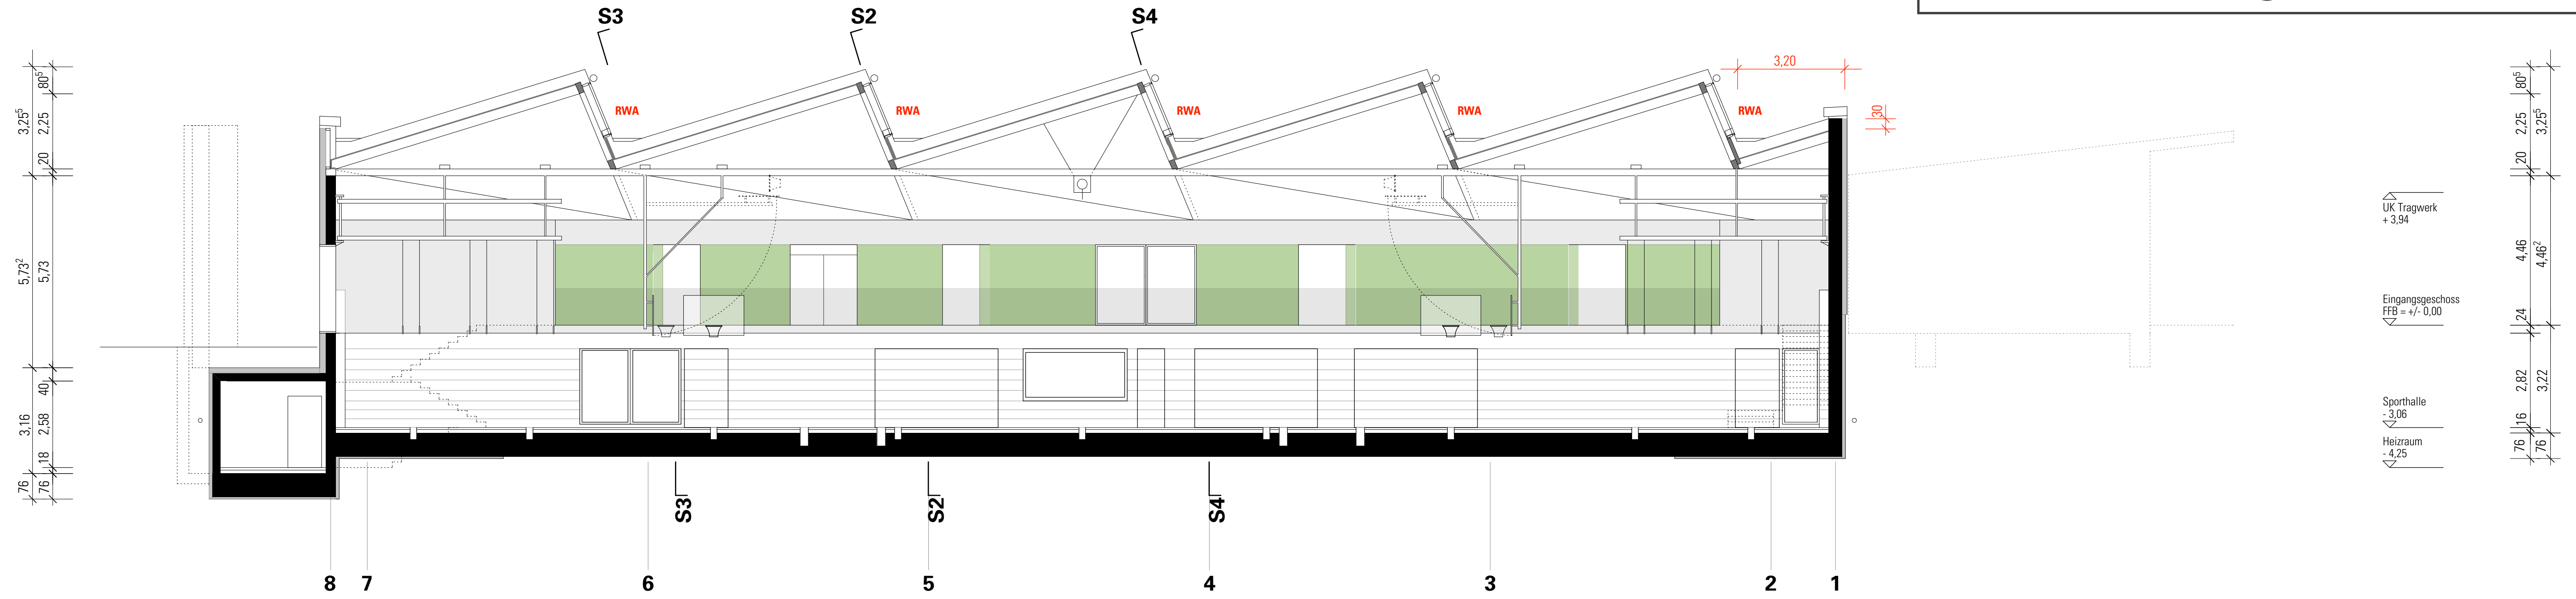 S3
S2
S4
3,20
30
RWA
RWA
RWA
RWA
RWA
3,25⁵
80⁵
2,25
20
5,73²
5,73
3,16
40
2,58
18
76
76
80⁵
2,25
3,25⁵
20
4,46
4,46²
24
2,82
3,22
16
76
76
UK Tragwerk
+ 3,94
Eingangsgeschoss
FFB = +/- 0,00
Sporthalle
- 3,06
Heizraum
- 4,25
S3
S2
S4
8
7
6
5
4
3
2
1